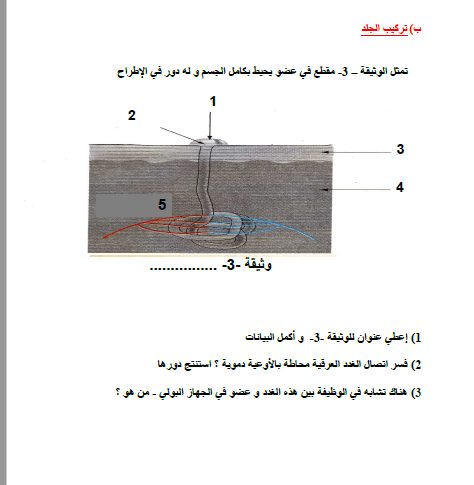 ب) تركيب الجلد
تمثل الوثيقة – 3- مقطع في عضو يحيط بكامل الجسم و له دور في الإطراح
1
2
3
4
5
وثيقة -3- ................
1) إعطي عنوان للوثيقة -3- و أكمل البيانات
2) فسر اتصال الغدد العرقية محاطة بالأوعية دموية ؟ استنتج دورها
3) هناك تشابه في الوظيفة بين هذه الغدد و عضو في الجهاز البولي - من هو ؟